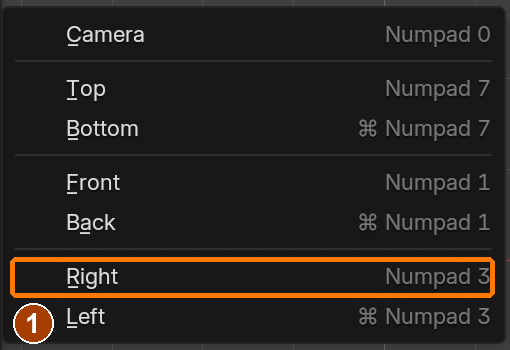 Camera Numpad 0
Top Numpad 7
Bottom ⌘ Numpad 7
Front Numpad 1
Back ⌘ Numpad 1
Right Numpad 3
1 Left ⌘ Numpad 3